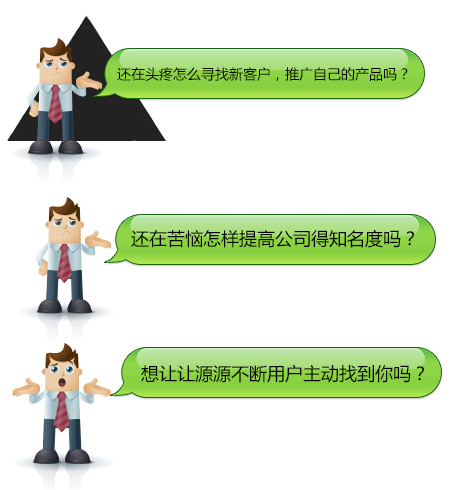 还在头疼怎么寻找新客户，推广自己的产品吗？
还在苦恼怎样提高公司得知名度吗？
想让让源源不断用户主动找到你吗？